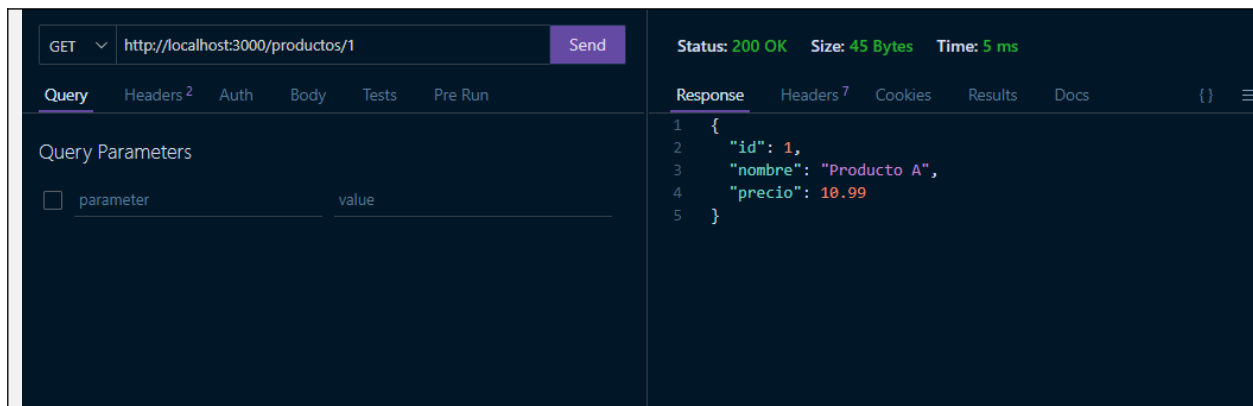 GET http://localhost:3000/productos/1 Send
Query Headers 2 Auth Body Tests Pre Run
Query Parameters
parameter value
Status: 200 OK Size: 45 Bytes Time: 5 ms
Response Headers 7 Cookies Results Docs { }
1 {
2 "id": 1,
3 "nombre": "Producto A",
4 "precio": 10.99
5 }